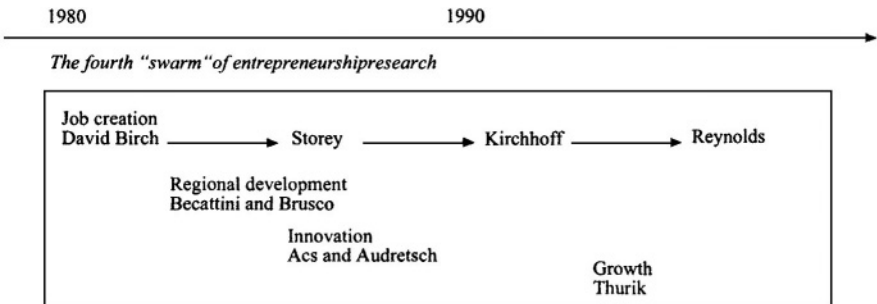 1980 1990
The fourth “swarm“of entrepreneurshipresearch
Job creation
David Birch Storey Kirchhoff Reynolds
Regional development
Becattini and Brusco
Innovation
Acs and Audretsch
Growth
Thurik